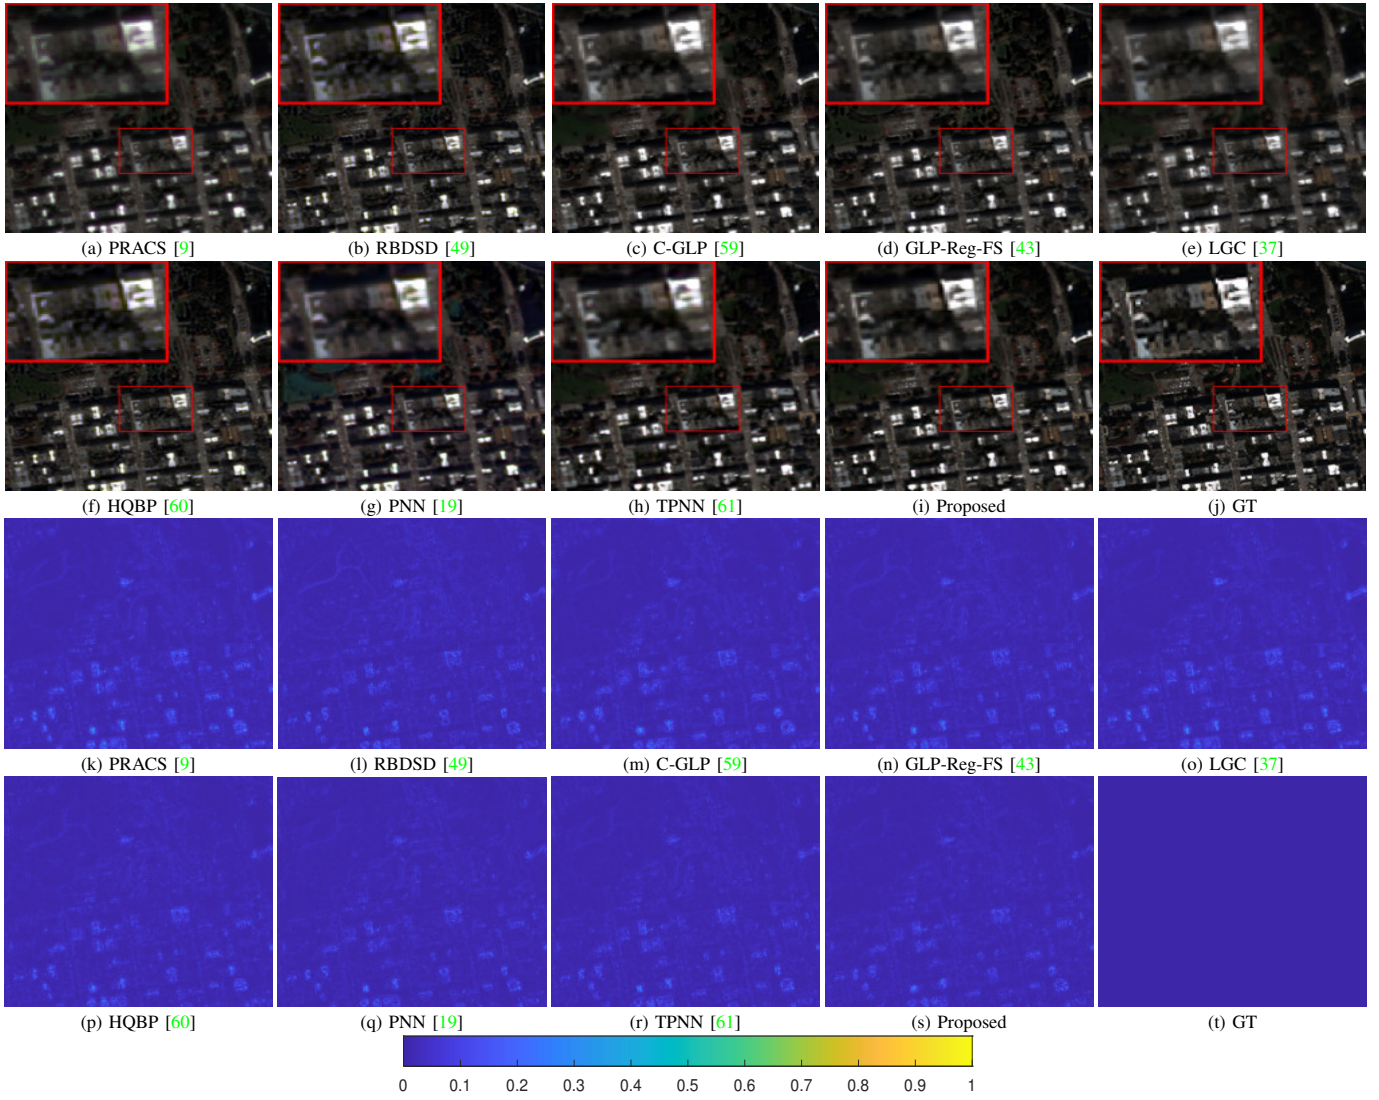 (a) PRACS [9]
(b) RBDSD [49]
(c) C-GLP [59]
(d) GLP-Reg-FS [43]
(e) LGC [37]
(f) HQBP [60]
(g) PNN [19]
(h) TPNN [61]
(i) Proposed
(j) GT
(k) PRACS [9]
(l) RBDSD [49]
(m) C-GLP [59]
(n) GLP-Reg-FS [43]
(o) LGC [37]
(p) HQBP [60]
(q) PNN [19]
(r) TPNN [61]
(s) Proposed
(t) GT
0 0.1 0.2 0.3 0.4 0.5 0.6 0.7 0.8 0.9 1